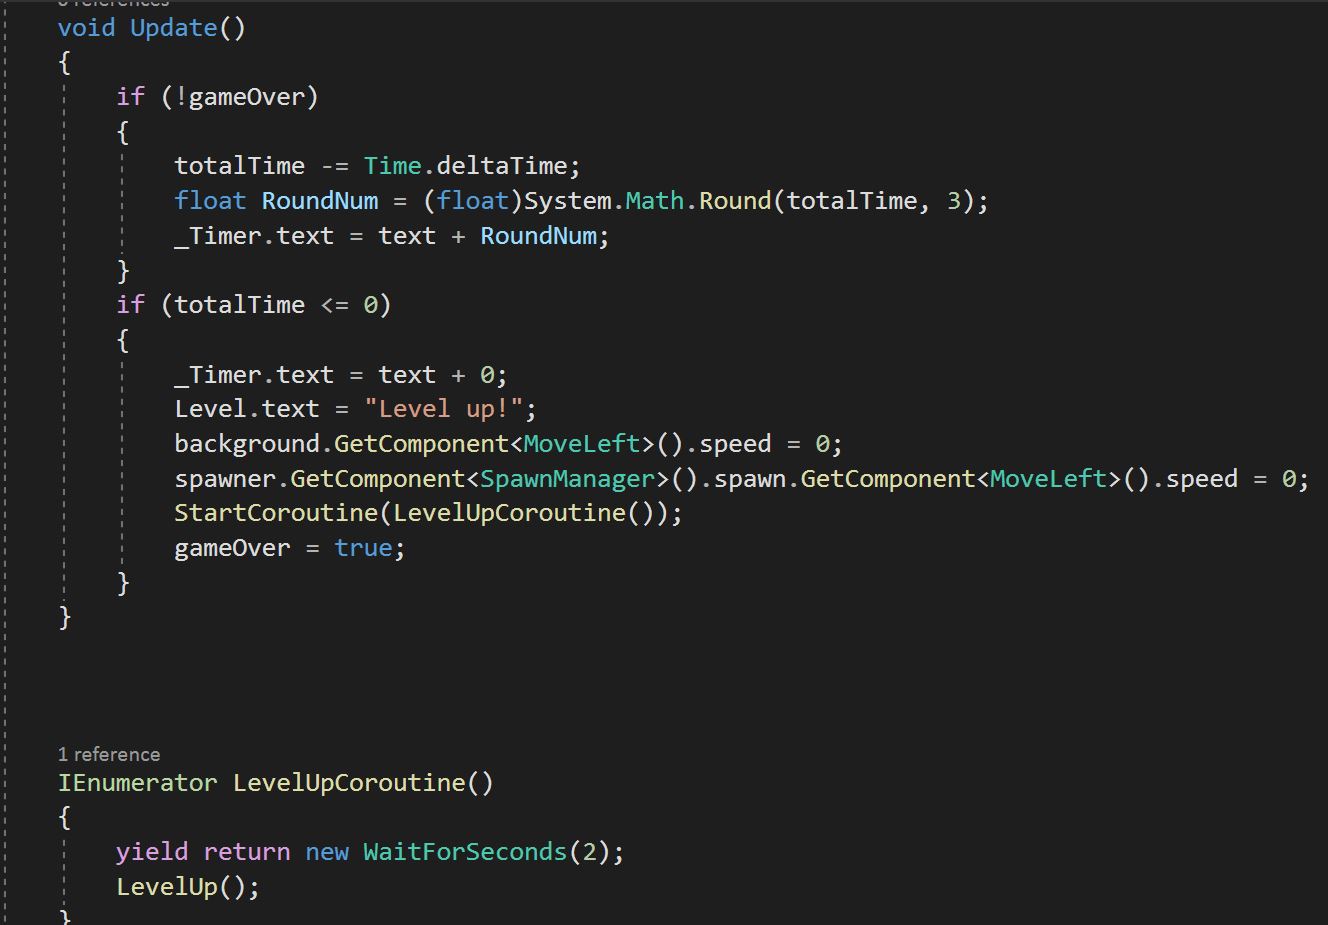 void Update()
{
if (!gameOver)
{
totalTime -= Time.deltaTime;
float RoundNum = (float)System.Math.Round(totalTime, 3);
_Timer.text = text + RoundNum;
}
if (totalTime <= 0)
{
_Timer.text = text + 0;
Level.text = "Level up!";
background.GetComponent<MoveLeft>().speed = 0;
spawner.GetComponent<SpawnManager>().spawn.GetComponent<MoveLeft>().speed = 0;
StartCoroutine(LevelUpCoroutine());
gameOver = true;
}
}
1 reference
IEnumerator LevelUpCoroutine()
{
yield return new WaitForSeconds(2);
LevelUp();
}